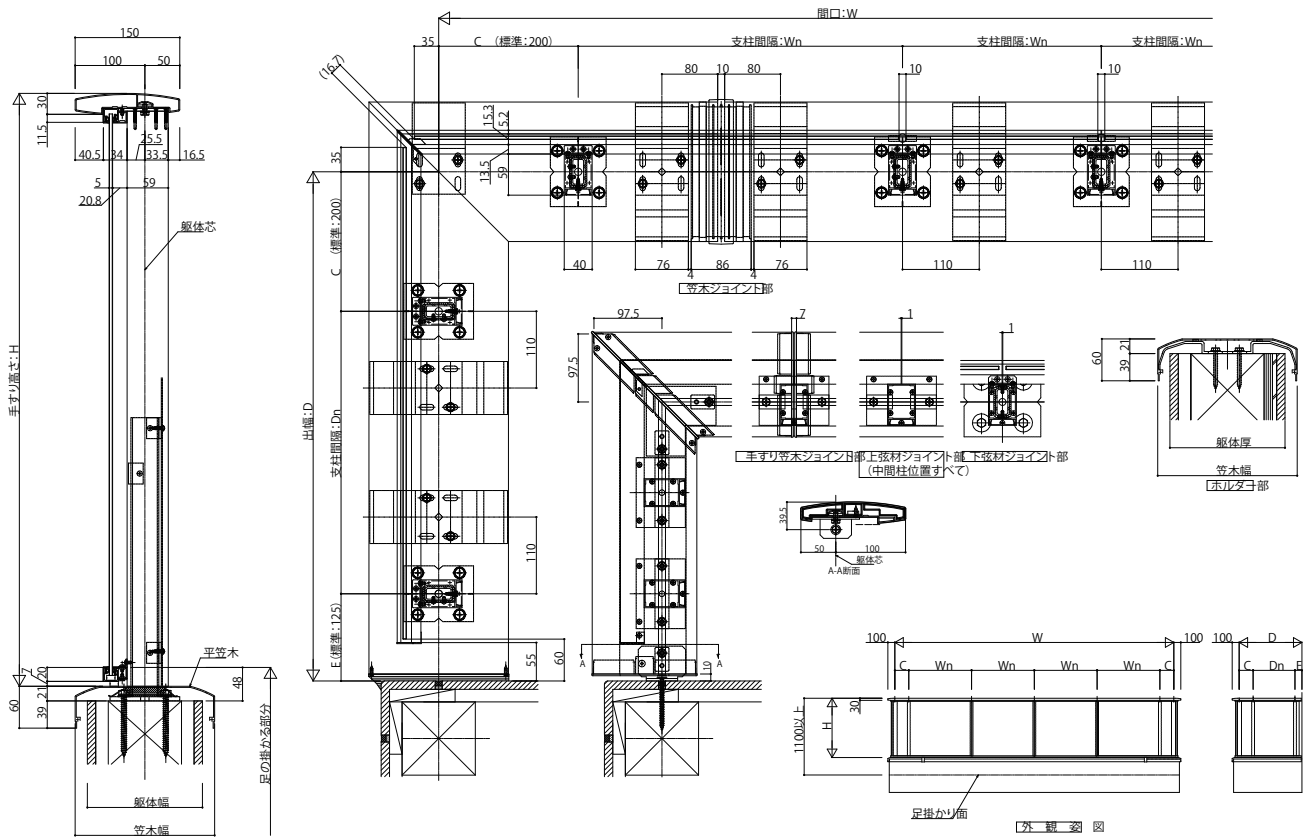 150
100
50
30
11.5
25.5
40.5
34
33.5
16.5
5
59
20.8
躯体芯
手すり高さ:H
平笠木
7
20
21
39
60
48
足の掛かる部分
躯体幅
笠木幅
間口:W
35
C (標準:200)
支柱間隔:Wn
支柱間隔:Wn
支柱間隔:Wn
(16.7)
80
10
80
10
10
15.3
5.2
13.5
59
35
40
76
4
86
4
76
110
110
笠木ジョイント部
出幅:D
C (標準:200)
支柱間隔:Dn
E(標準:125)
110
110
55
60
97.5
97.5
7
1
1
手すり笠木ジョイント部
上弦材ジョイント部
(中間柱位置すべて)
下弦材ジョイント部
A
A
10
39.5
50
100
躯体芯
A-A断面
60
21
39
躯体厚
笠木幅
ホルダー部
100
W
100
C
Wn
Wn
Wn
Wn
C
100
D
C
Dn
E
1100以上
30
H
足掛かり面
外 観 姿 図